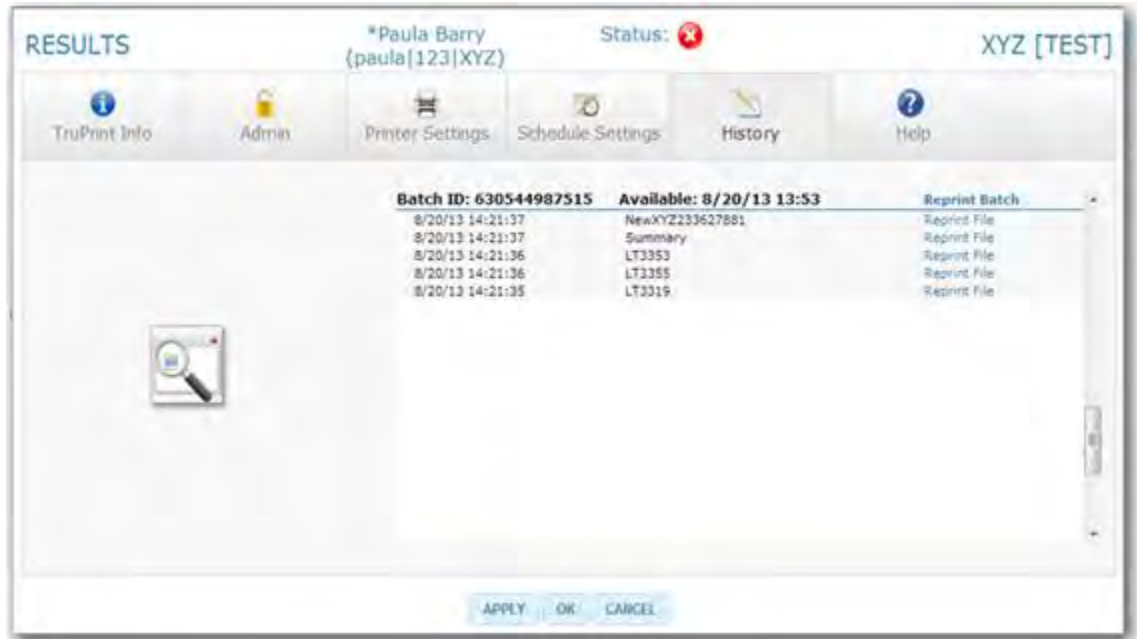 RESULTS
*Paula Barry
(paula|123|XYZ)
Status:
XYZ [TEST]
TruPrint Info
Admin
Printer Settings
Schedule Settings
History
Help
Batch ID: 630544987515 Available: 8/20/13 13:53 Reprint Batch
8/20/13 14:21:37 NewXYZ233627881 Reprint File
8/20/13 14:21:37 Summary Reprint File
8/20/13 14:21:36 LT3353 Reprint File
8/20/13 14:21:36 LT3355 Reprint File
8/20/13 14:21:35 LT3319 Reprint File
APPLY OK CANCEL